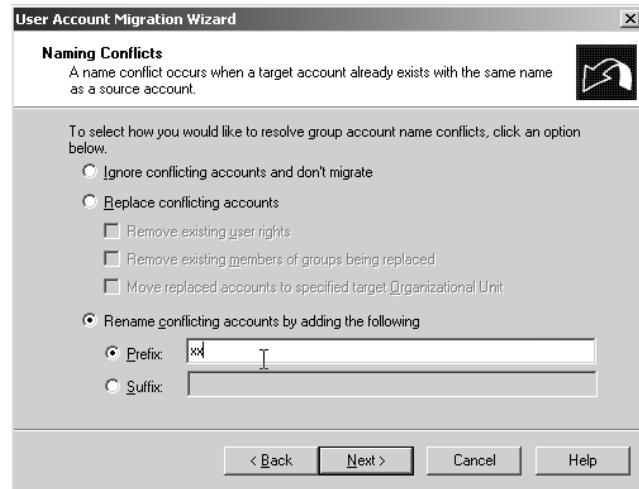 User Account Migration Wizard
Naming Conflicts
A name conflict occurs when a target account already exists with the same name
as a source account.
To select how you would like to resolve group account name conflicts, click an option
below.
Ignore conflicting accounts and don't migrate
Replace conflicting accounts
Remove existing user rights
Remove existing members of groups being replaced
Move replaced accounts to specified target Organizational Unit
Rename conflicting accounts by adding the following
Prefix: xx
Suffix:
< Back Next > Cancel Help